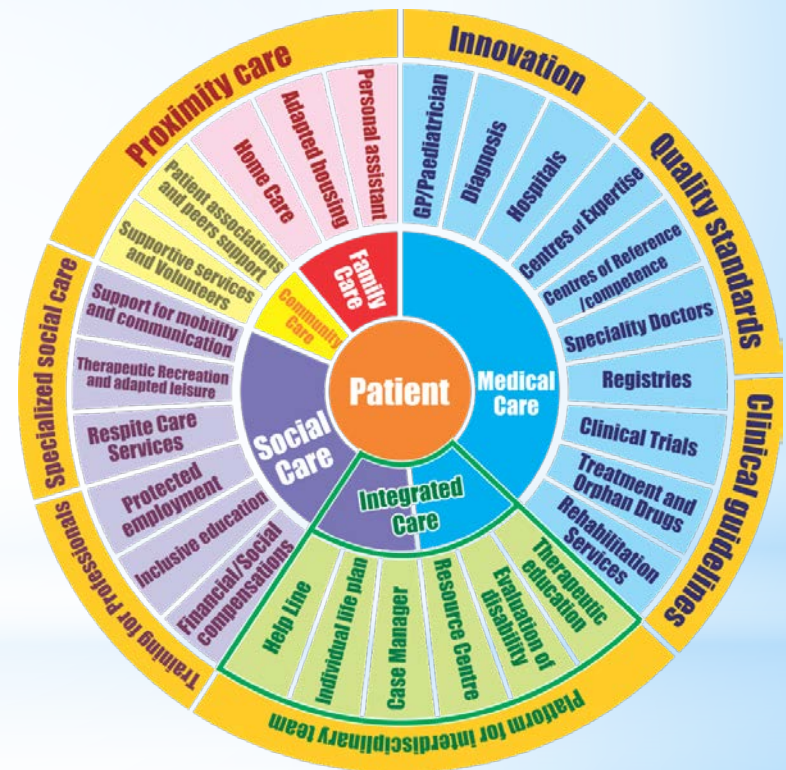 Proximity care
Innovation
Quality standards
Clinical guidelines
Platform for interdisciplinary team
Training for Professionals
Specialized social care
Personal assistant
Adapted housing
Home Care
Patient associations
and Deers support
Supportive services
and Volunteers
Support for mobility
and communication
Therapeutic Recreation
and adapted leisure
Respite Care
Services
Protected
employment
Inclusive education
Financial/Social
compensations
Help Line
Individual life plan
Case Manager
Resource Centre
Evaluation of
disability
Therapeutic
education
Rehabilitation
Services
Treatment and
Orphan Drugs
Clinical Trials
Registries
Speciality Doctors
Centres of Reference
/competence
Centres of Expertise
Hospitals
Diagnosis
GP/Paediatrician
Family
Care
Community
Care
Social
Care
Integrated
Care
Medical
Care
Patient